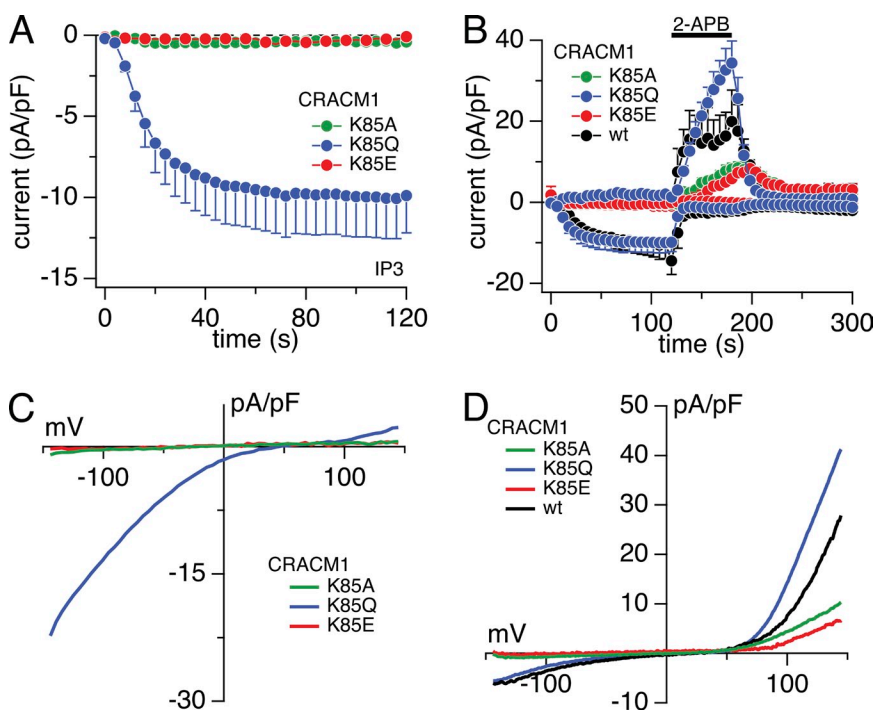 A
0
-5
-10
-15
current (pA/pF)
CRACM1
K85A
K85Q
K85E
IP3
0
40
80
120
time (s)
B
2-APB
40
20
0
-20
current (pA/pF)
CRACM1
K85A
K85Q
K85E
wt
0
100
200
300
time (s)
C
pA/pF
mV
-100
100
-15
-30
CRACM1
K85A
K85Q
K85E
D
50
pA/pF
40
30
20
10
-10
CRACM1
K85A
K85Q
K85E
wt
mV
-100
100